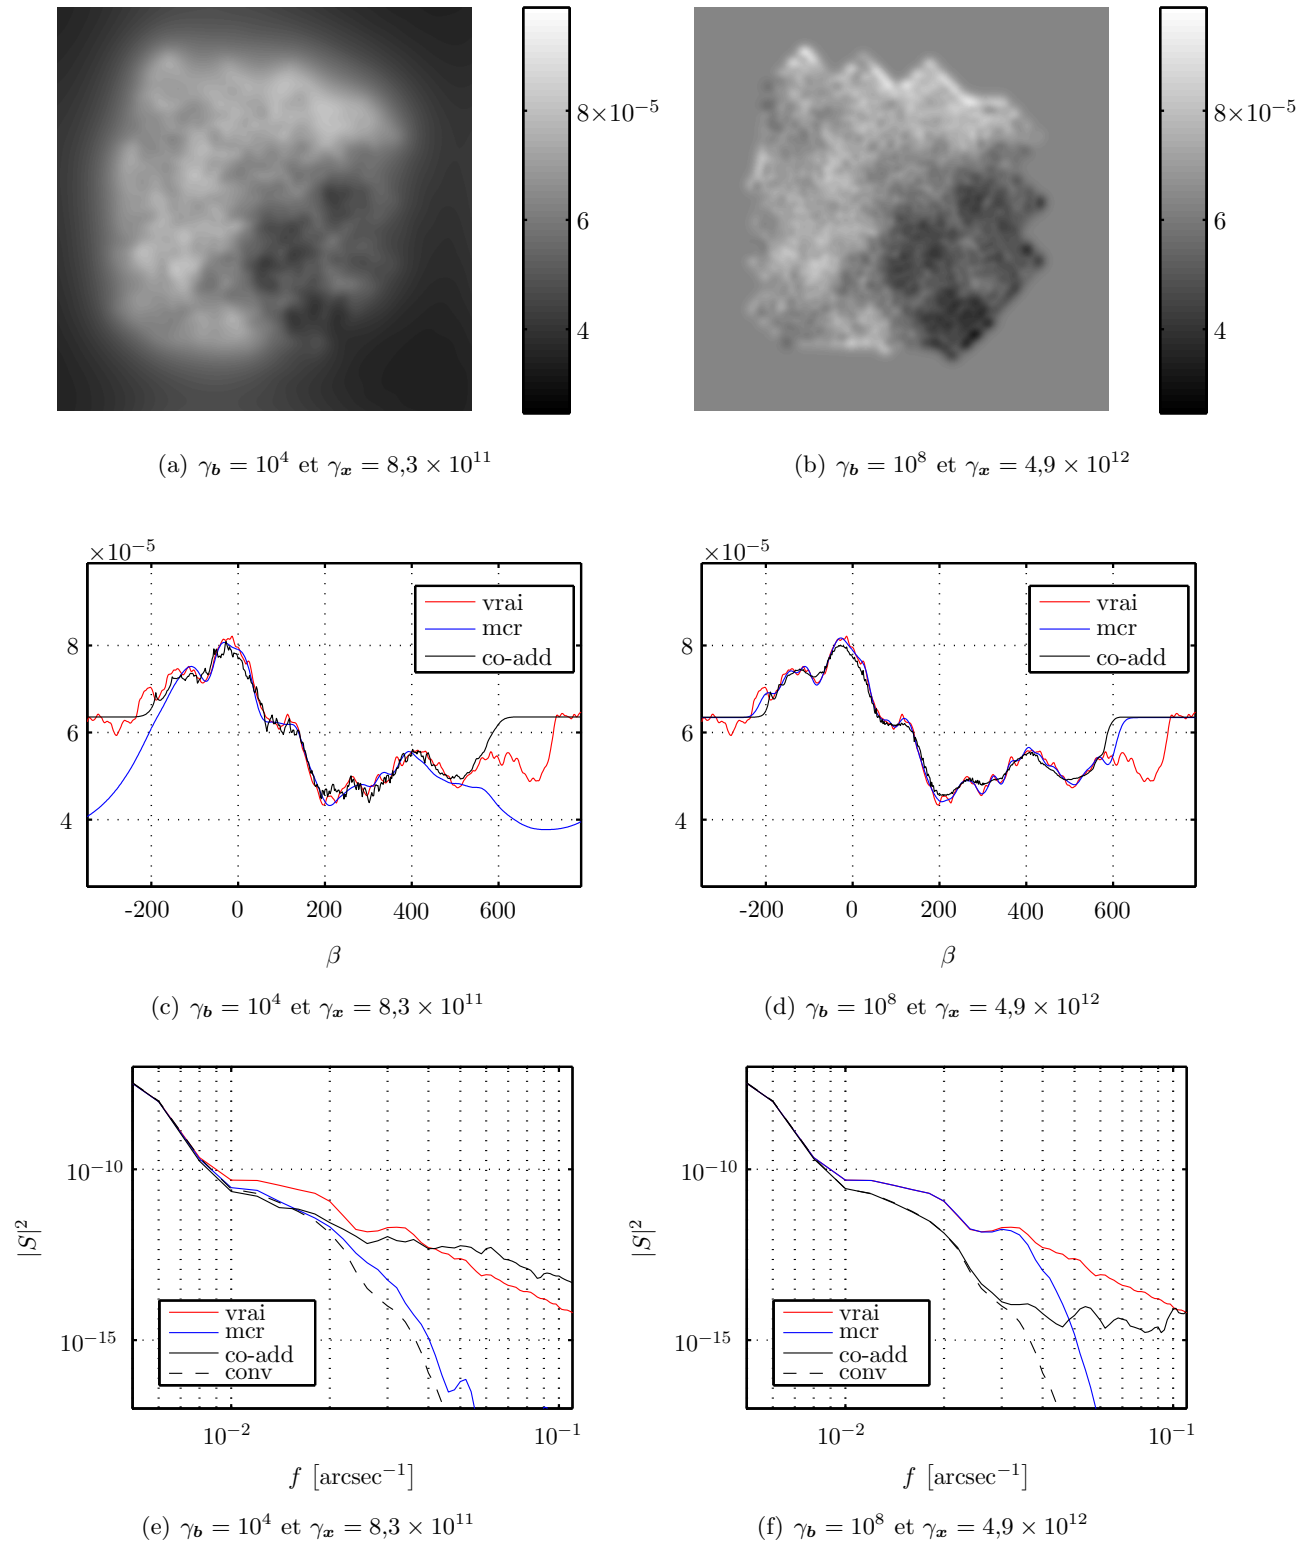 8×10⁻⁵
6
4
8×10⁻⁵
6
4
(a) γ_b = 10⁴ et γ_x = 8,3 × 10¹¹
(b) γ_b = 10⁸ et γ_x = 4,9 × 10¹²
×10⁻⁵
8
6
4
-200 0 200 400 600
β
vrai
mcr
co-add
×10⁻⁵
8
6
4
-200 0 200 400 600
β
vrai
mcr
co-add
(c) γ_b = 10⁴ et γ_x = 8,3 × 10¹¹
(d) γ_b = 10⁸ et γ_x = 4,9 × 10¹²
|S|²
10⁻¹⁰
10⁻¹⁵
vrai
mcr
co-add
conv
10⁻² 10⁻¹
f [arcsec⁻¹]
|S|²
10⁻¹⁰
10⁻¹⁵
vrai
mcr
co-add
conv
10⁻² 10⁻¹
f [arcsec⁻¹]
(e) γ_b = 10⁴ et γ_x = 8,3 × 10¹¹
(f) γ_b = 10⁸ et γ_x = 4,9 × 10¹²